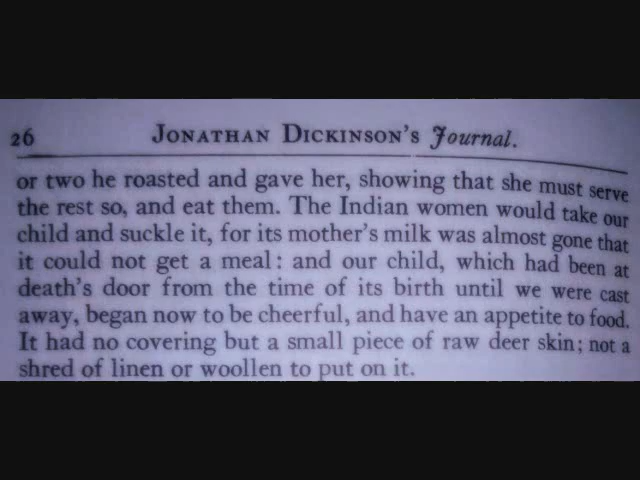 26 JONATHAN DICKINSON'S Journal.
or two he roasted and gave her, showing that she must serve
the rest so, and eat them. The Indian women would take our
child and suckle it, for its mother's milk was almost gone that
it could not get a meal: and our child, which had been at
death's door from the time of its birth until we were cast
away, began now to be cheerful, and have an appetite to food.
It had no covering but a small piece of raw deer skin; not a
shred of linen or woollen to put on it.